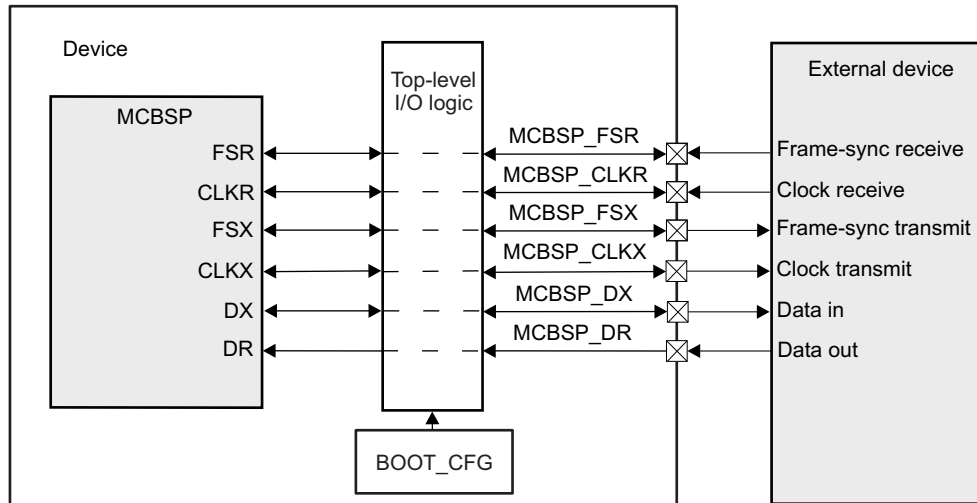 Device
External device
Top-level
I/O logic
MCBSP
FSR
MCBSP_FSR
Frame-sync receive
CLKR
MCBSP_CLKR
Clock receive
FSX
MCBSP_FSX
Frame-sync transmit
CLKX
MCBSP_CLKX
Clock transmit
DX
MCBSP_DX
Data in
DR
MCBSP_DR
Data out
BOOT_CFG